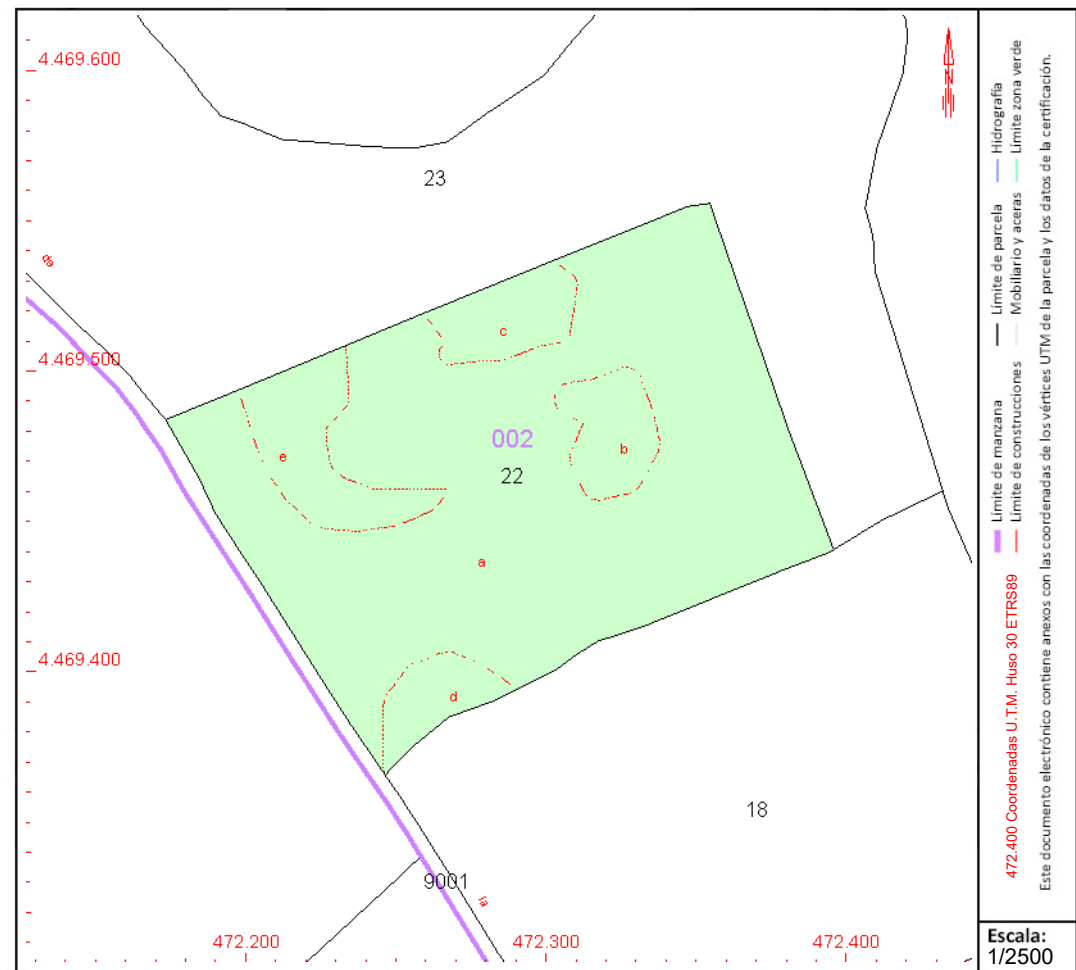 4.469.600
23
de
c
4.469.500
002
b
e
22
a
4.469.400
d
18
9001
la
472.200
472.300
472.400
N
Límite de manzana
Límite de parcela
Hidrografía
Límite de construcciones
Mobiliario y aceras
Límite zona verde
472.400 Coordenadas U.T.M. Huso 30 ETRS89
Este documento electrónico contiene anexos con las coordenadas de los vértices UTM de la parcela y los datos de la certificación.
Escala:
1/2500